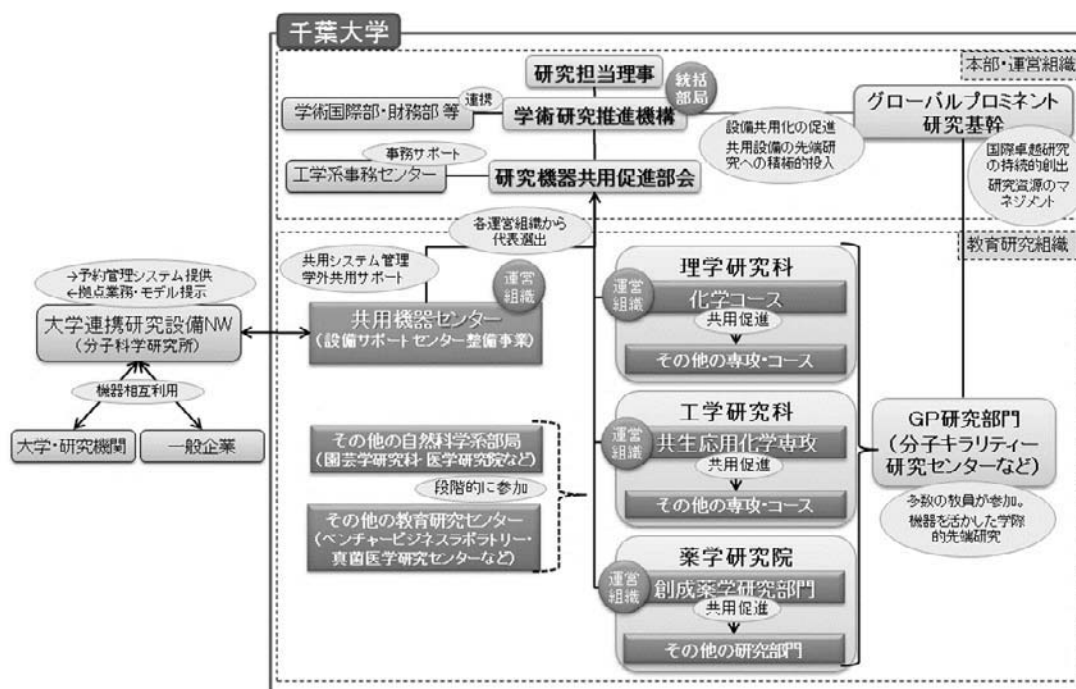 千葉大学
本部・運営組織
研究担当理事
統括
部局
学術国際部・財務部 等
連携
学術研究推進機構
グローバルプロミネント
研究基幹
設備共用化の促進
共用設備の先端研
究への積極的投入
国際卓越研究
の持続的創出
研究資源のマ
ネジメント
事務サポート
工学系事務センター
研究機器共用促進部会
教育研究組織
各運営組織から
代表選出
共用システム管理
学外共用サポート
運営
組織
→予約管理システム提供
←拠点業務・モデル提示
大学連携研究設備NW
(分子科学研究所)
共用機器センター
(設備サポートセンター整備事業)
機器相互利用
大学・研究機関
一般企業
理学研究科
運営
組織
化学コース
共用促進
その他の専攻・コース
工学研究科
運営
組織
共生応用化学専攻
共用促進
その他の専攻・コース
その他の自然科学系部局
(園芸学研究科・医学研究院など)
段階的に参加
その他の教育研究センター
(ベンチャービジネスラボラトリー・
真菌医学研究センターなど)
薬学研究院
運営
組織
創成薬学研究部門
共用促進
その他の研究部門
GP研究部門
(分子キラリティー
研究センターなど)
多数の教員が参加。
機器を活かした学際
的先端研究